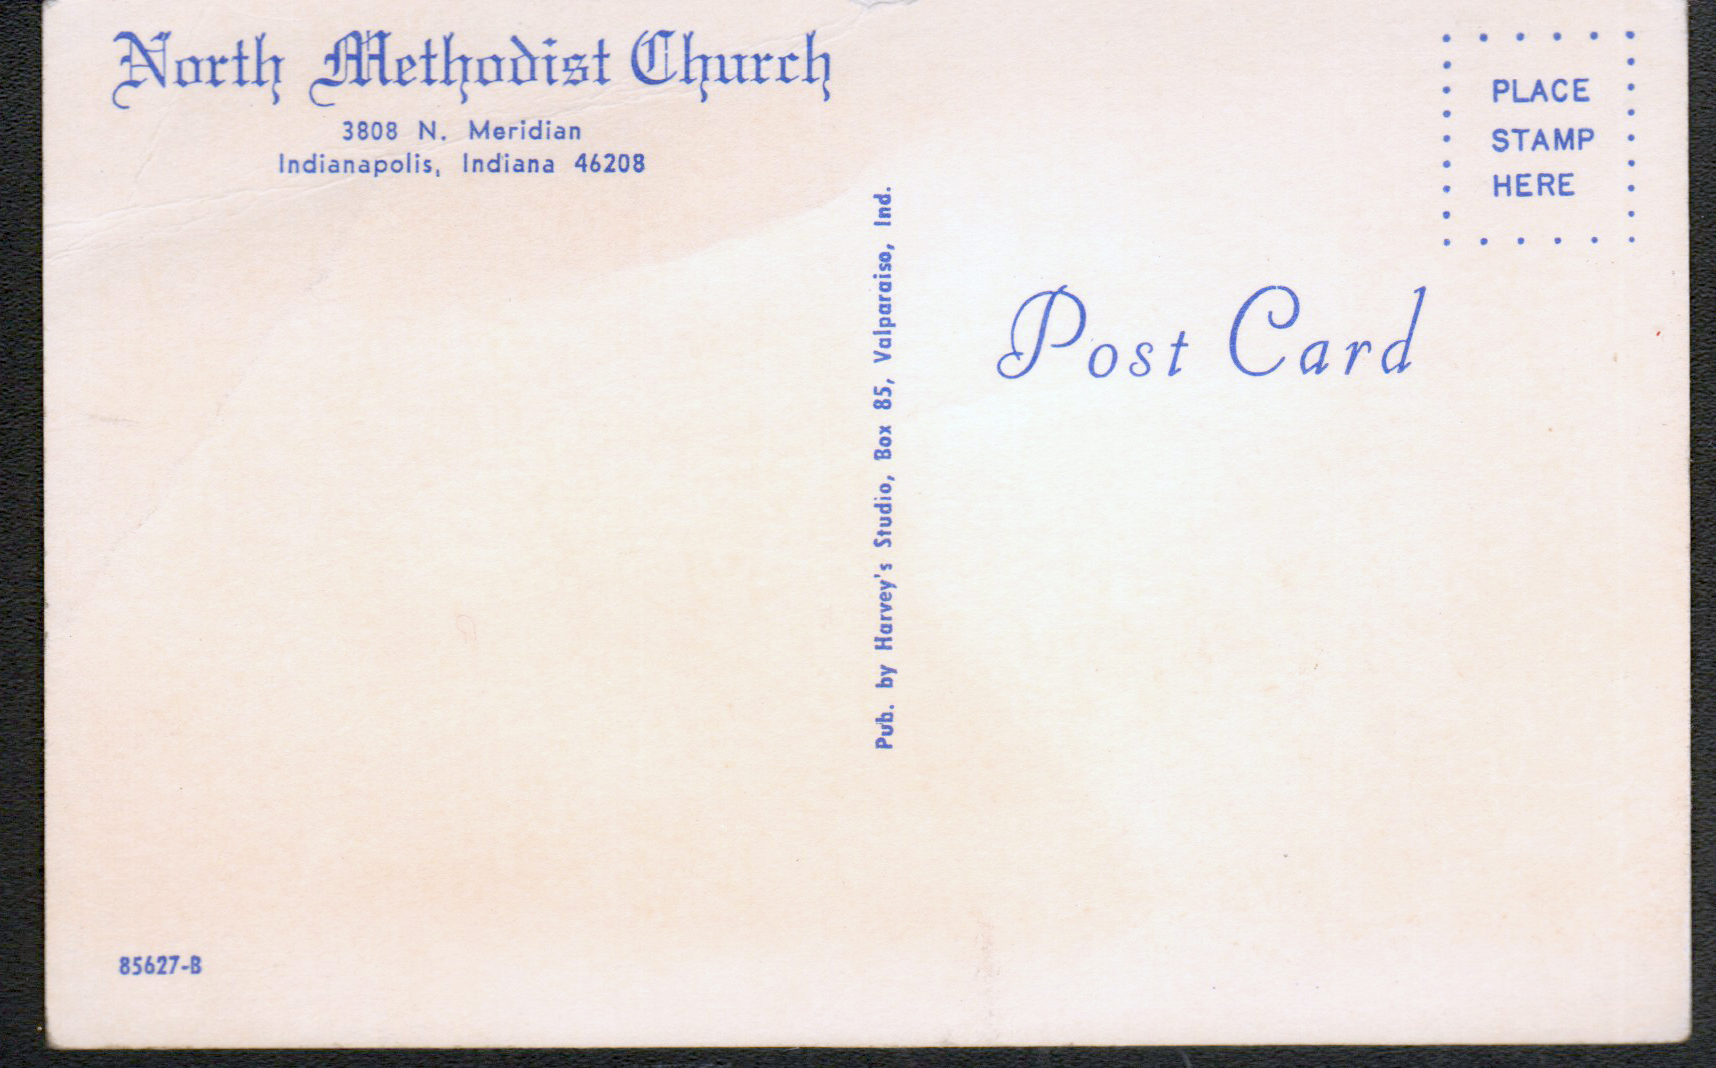 North Methodist Church
3808 N. Meridian
Indianapolis, Indiana 46208
Pub. by Harvey's Studio, Box 85, Valparaiso, Ind.
PLACE
STAMP
HERE
Post Card
85627-B